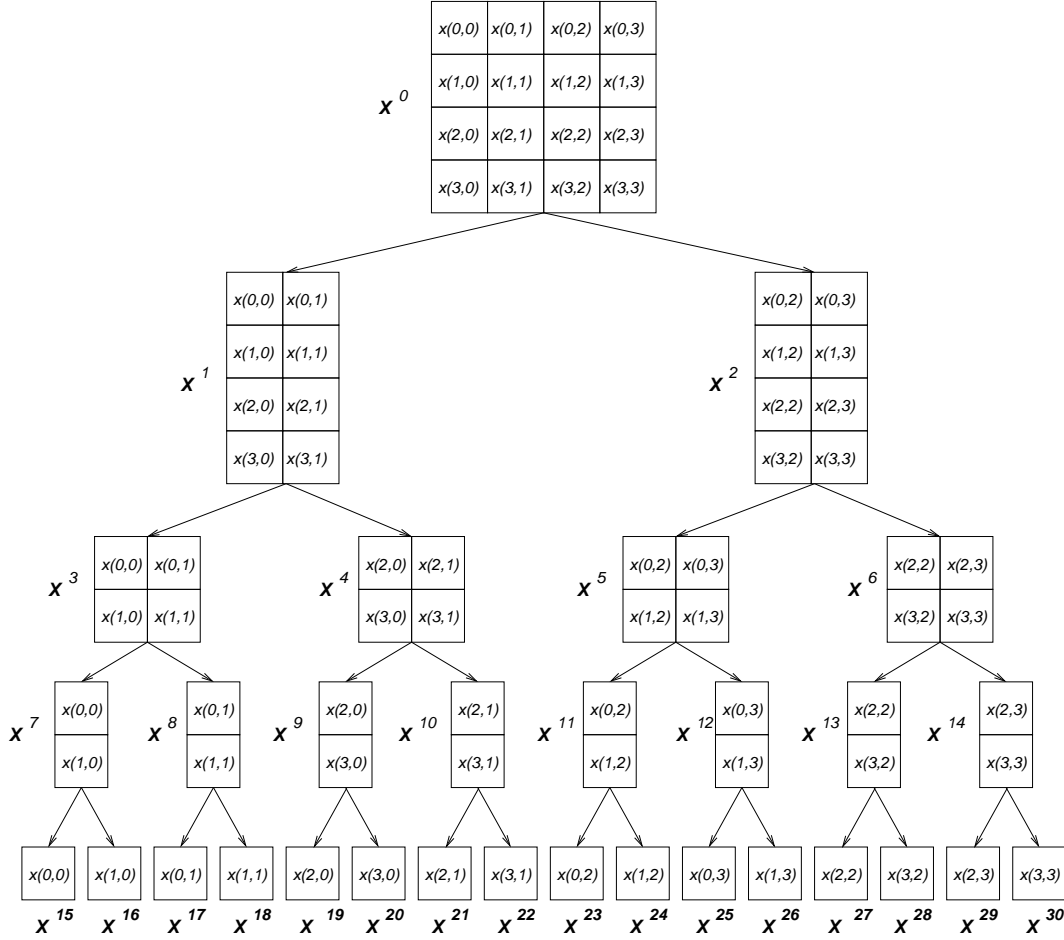 x(0,0) x(0,1) x(0,2) x(0,3)
x(1,0) x(1,1) x(1,2) x(1,3)
X 0
x(2,0) x(2,1) x(2,2) x(2,3)
x(3,0) x(3,1) x(3,2) x(3,3)
x(0,0) x(0,1) x(0,2) x(0,3)
x(1,0) x(1,1) x(1,2) x(1,3)
X 1 X 2
x(2,0) x(2,1) x(2,2) x(2,3)
x(3,0) x(3,1) x(3,2) x(3,3)
x(0,0) x(0,1) x(2,0) x(2,1) x(0,2) x(0,3) x(2,2) x(2,3)
X 3 X 4 X 5 X 6
x(1,0) x(1,1) x(3,0) x(3,1) x(1,2) x(1,3) x(3,2) x(3,3)
x(0,0) x(0,1) x(2,0) x(2,1) x(0,2) x(0,3) x(2,2) x(2,3)
X 7 X 8 X 9 X 10 X 11 X 12 X 13 X 14
x(1,0) x(1,1) x(3,0) x(3,1) x(1,2) x(1,3) x(3,2) x(3,3)
x(0,0) x(1,0) x(0,1) x(1,1) x(2,0) x(3,0) x(2,1) x(3,1) x(0,2) x(1,2) x(0,3) x(1,3) x(2,2) x(3,2) x(2,3) x(3,3)
X 15 X 16 X 17 X 18 X 19 X 20 X 21 X 22 X 23 X 24 X 25 X 26 X 27 X 28 X 29 X 30